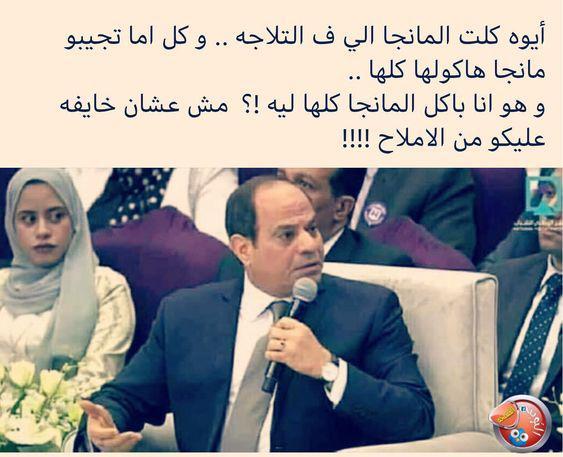 أيوه كلت المانجا الي ف التلاجه .. و كل اما تجيبو
مانجا هاكولها كلها ..
و هو انا باكل المانجا كلها ليه !؟ مش عشان خايفه
عليكو من الاملاح !!!!